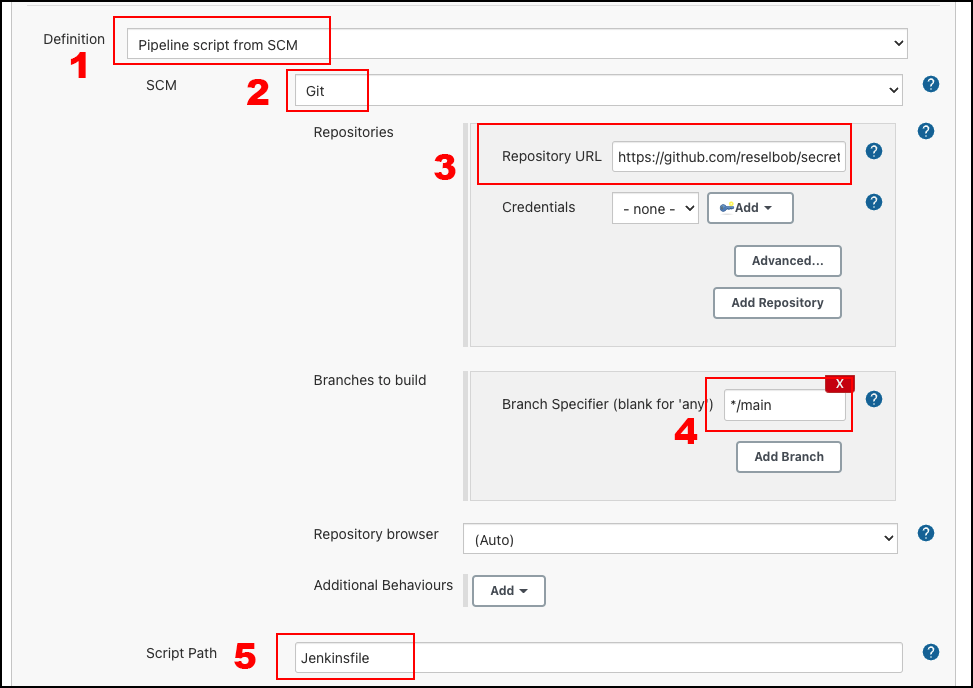 Definition
Pipeline script from SCM
1
SCM
2
Git
?
Repositories
?
3
Repository URL
https://github.com/reselbob/secret
?
Credentials
- none -
Add
?
Advanced...
Add Repository
Branches to build
X
Branch Specifier (blank for 'any')
*/main
?
4
Add Branch
Repository browser
(Auto)
?
Additional Behaviours
Add
Script Path
5
Jenkinsfile
?